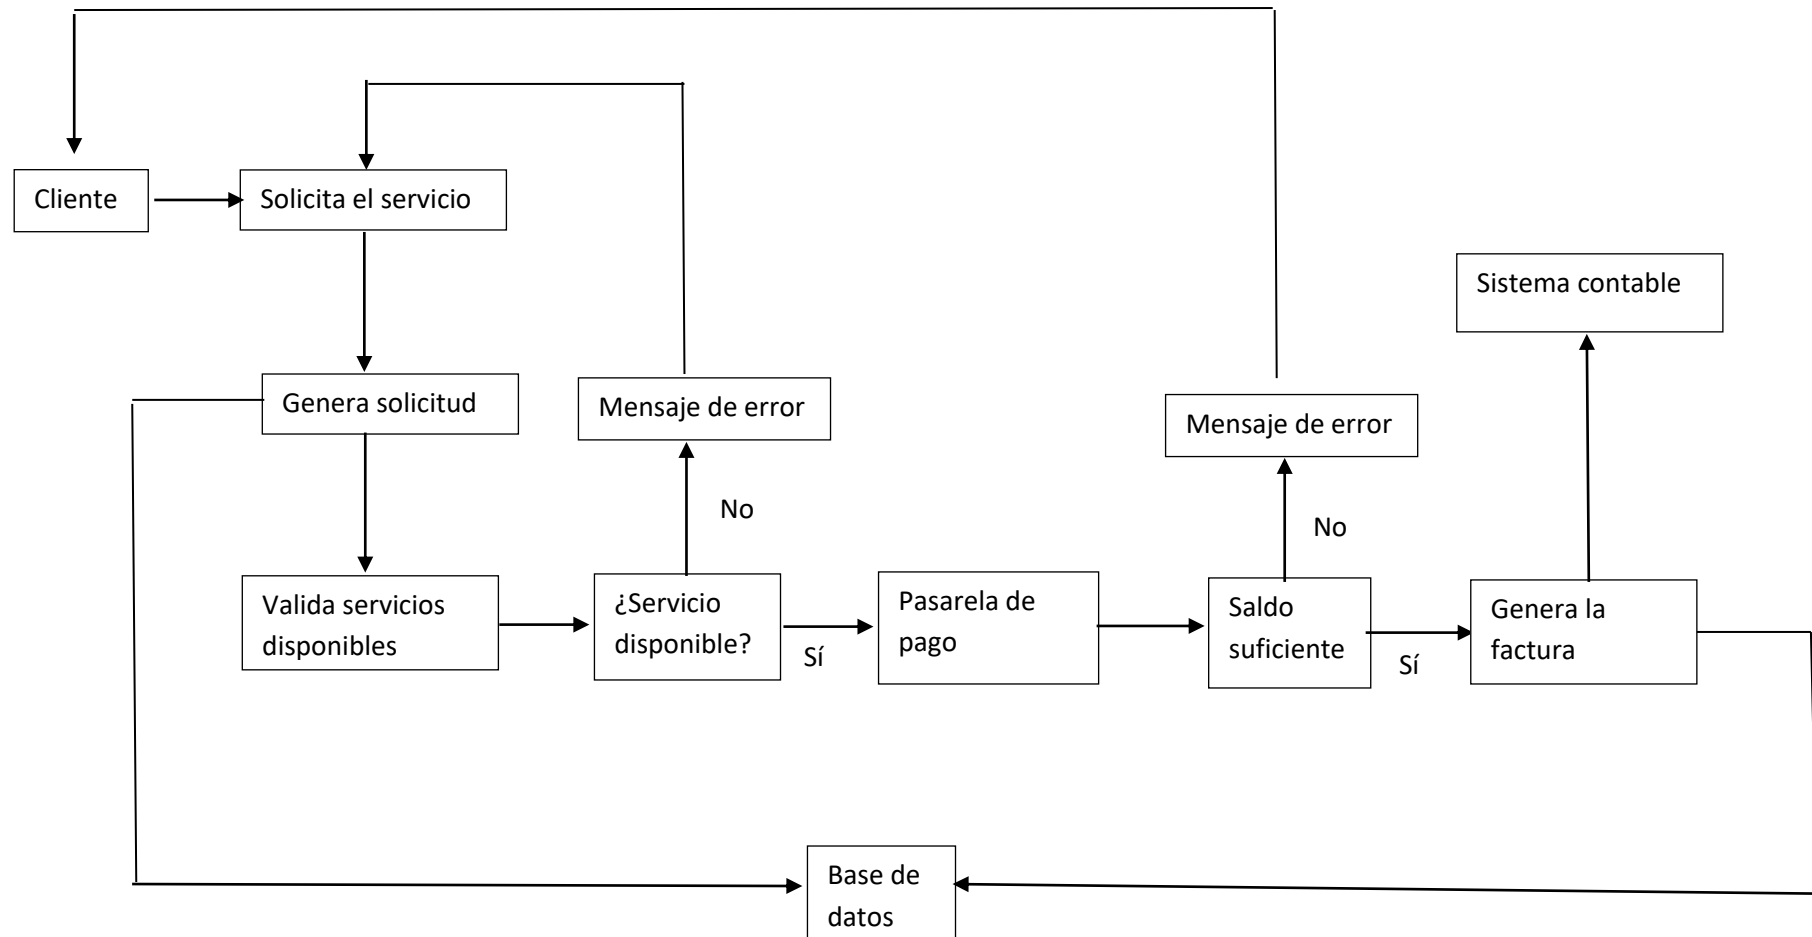 Cliente
Solicita el servicio
Sistema contable
Genera solicitud
Mensaje de error
Mensaje de error
No
No
Valida servicios
disponibles
¿Servicio
disponible?
Sí
Pasarela de
pago
Saldo
suficiente
Sí
Genera la
factura
Base de
datos